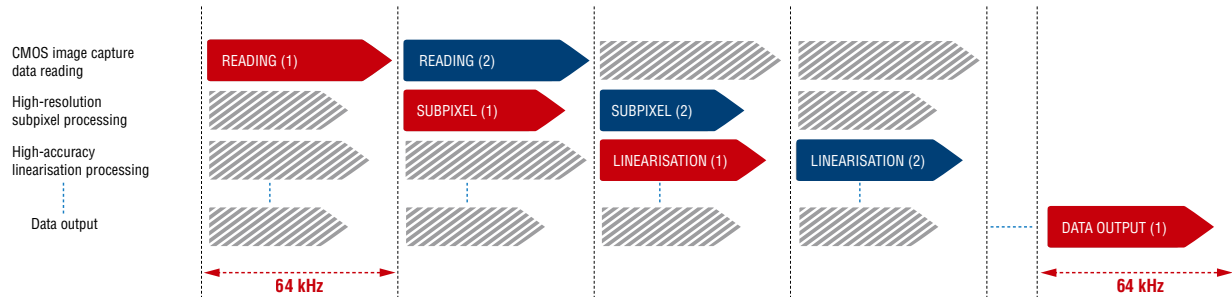 CMOS image capture
data reading
READING (1)
READING (2)
High-resolution
subpixel processing
SUBPIXEL (1)
SUBPIXEL (2)
High-accuracy
linearisation processing
LINEARISATION (1)
LINEARISATION (2)
Data output
DATA OUTPUT (1)
64 kHz
64 kHz